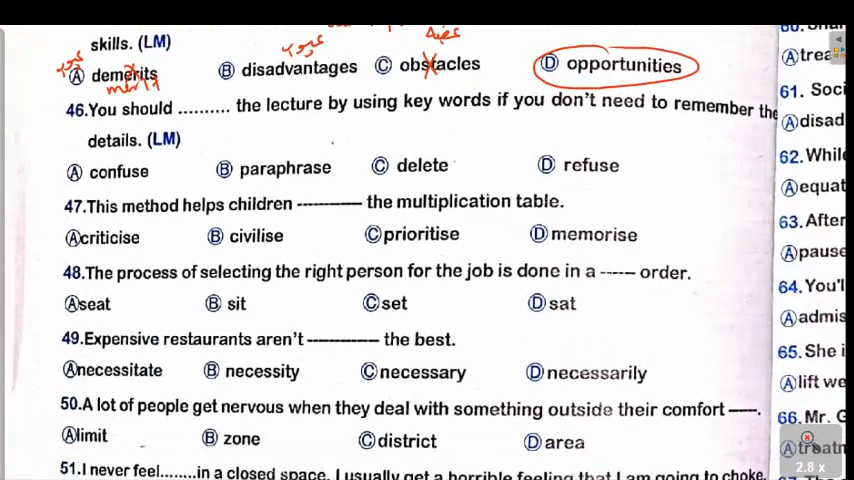 skills. (LM)
Ⓐ demerits Ⓑ disadvantages Ⓒ obstacles Ⓓ opportunities
merit
46.You should .......... the lecture by using key words if you don't need to remember the
details. (LM)
Ⓐ confuse Ⓑ paraphrase Ⓒ delete Ⓓ refuse
47.This method helps children ---------- the multiplication table.
Ⓐcriticise Ⓑ civilise Ⓒprioritise Ⓓmemorise
48.The process of selecting the right person for the job is done in a ----- order.
Ⓐseat Ⓑ sit Ⓒset Ⓓsat
49.Expensive restaurants aren't ----------- the best.
Ⓐnecessitate Ⓑ necessity Ⓒnecessary Ⓓnecessarily
50.A lot of people get nervous when they deal with something outside their comfort ----.
Ⓐlimit Ⓑ zone Ⓒdistrict Ⓓarea
51.I never feel........in a closed space. I usually get a horrible feeling that I am going to choke.
Ⓐtrea
61. Soci
Ⓐdisad
62. Whil
Ⓐequat
63. After
Ⓐpause
64. You'l
Ⓐadmis
65. She i
Ⓐlift we
66. Mr. G
Ⓐtreatn
2.8 x